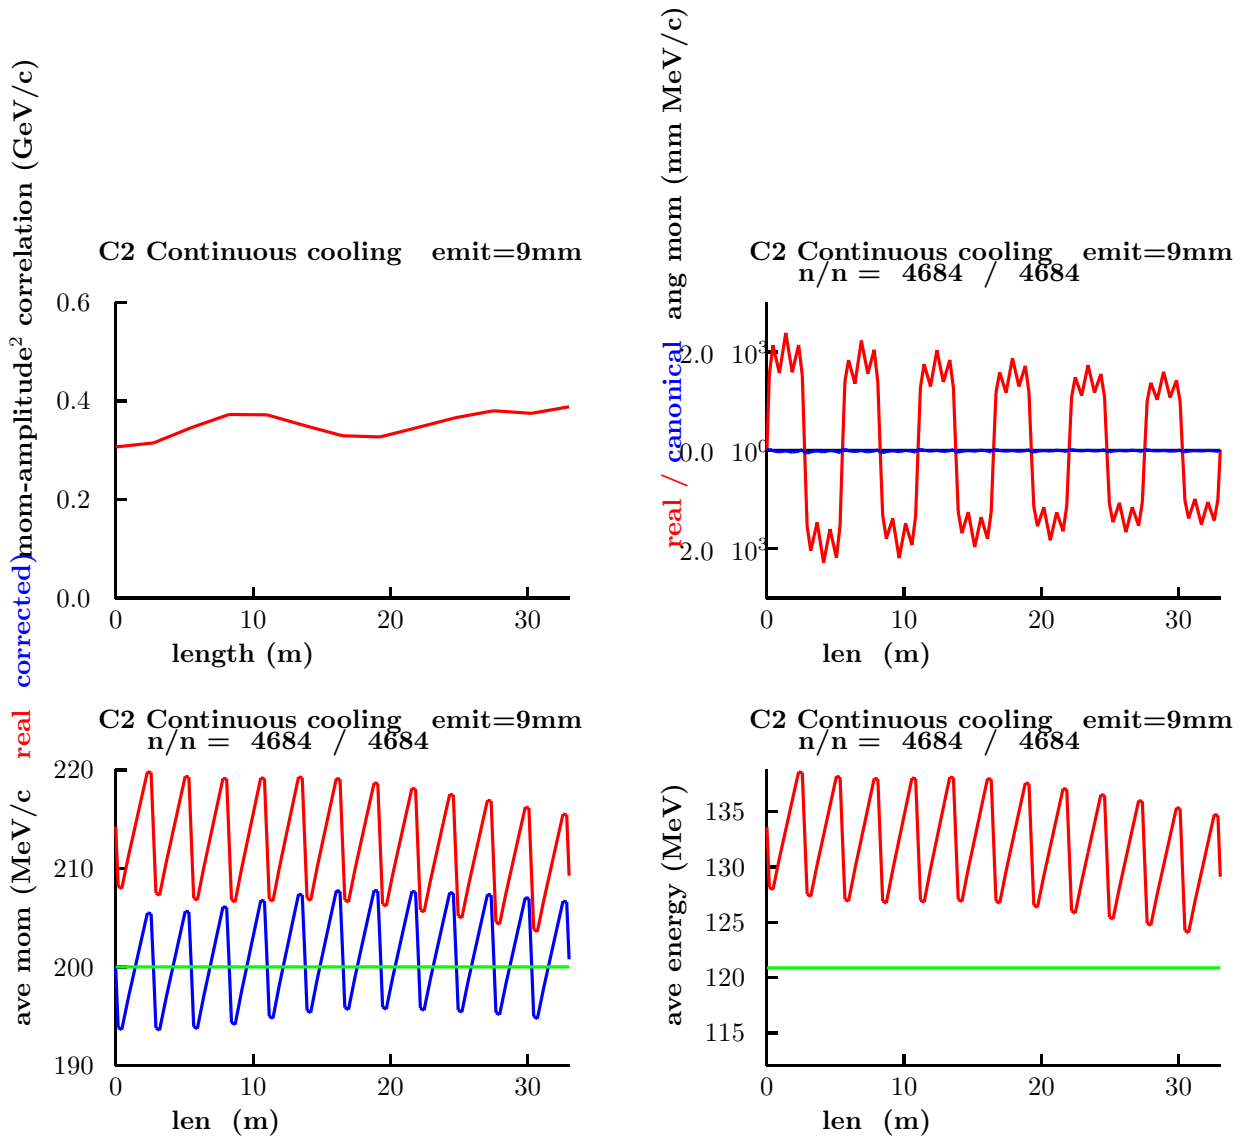 mom-amplitude² correlation (GeV/c)
C2 Continuous cooling emit=9mm
0.6
0.4
0.2
0.0
0 10 20 30
length (m)
real / canonical ang mom (mm MeV/c)
C2 Continuous cooling emit=9mm
n/n = 4684 / 4684
2.0 10³
0.0 10⁰
2.0 10³
0 10 20 30
len (m)
ave mom (MeV/c real corrected)
C2 Continuous cooling emit=9mm
n/n = 4684 / 4684
220
210
200
190
0 10 20 30
len (m)
ave energy (MeV)
C2 Continuous cooling emit=9mm
n/n = 4684 / 4684
135
130
125
120
115
0 10 20 30
len (m)